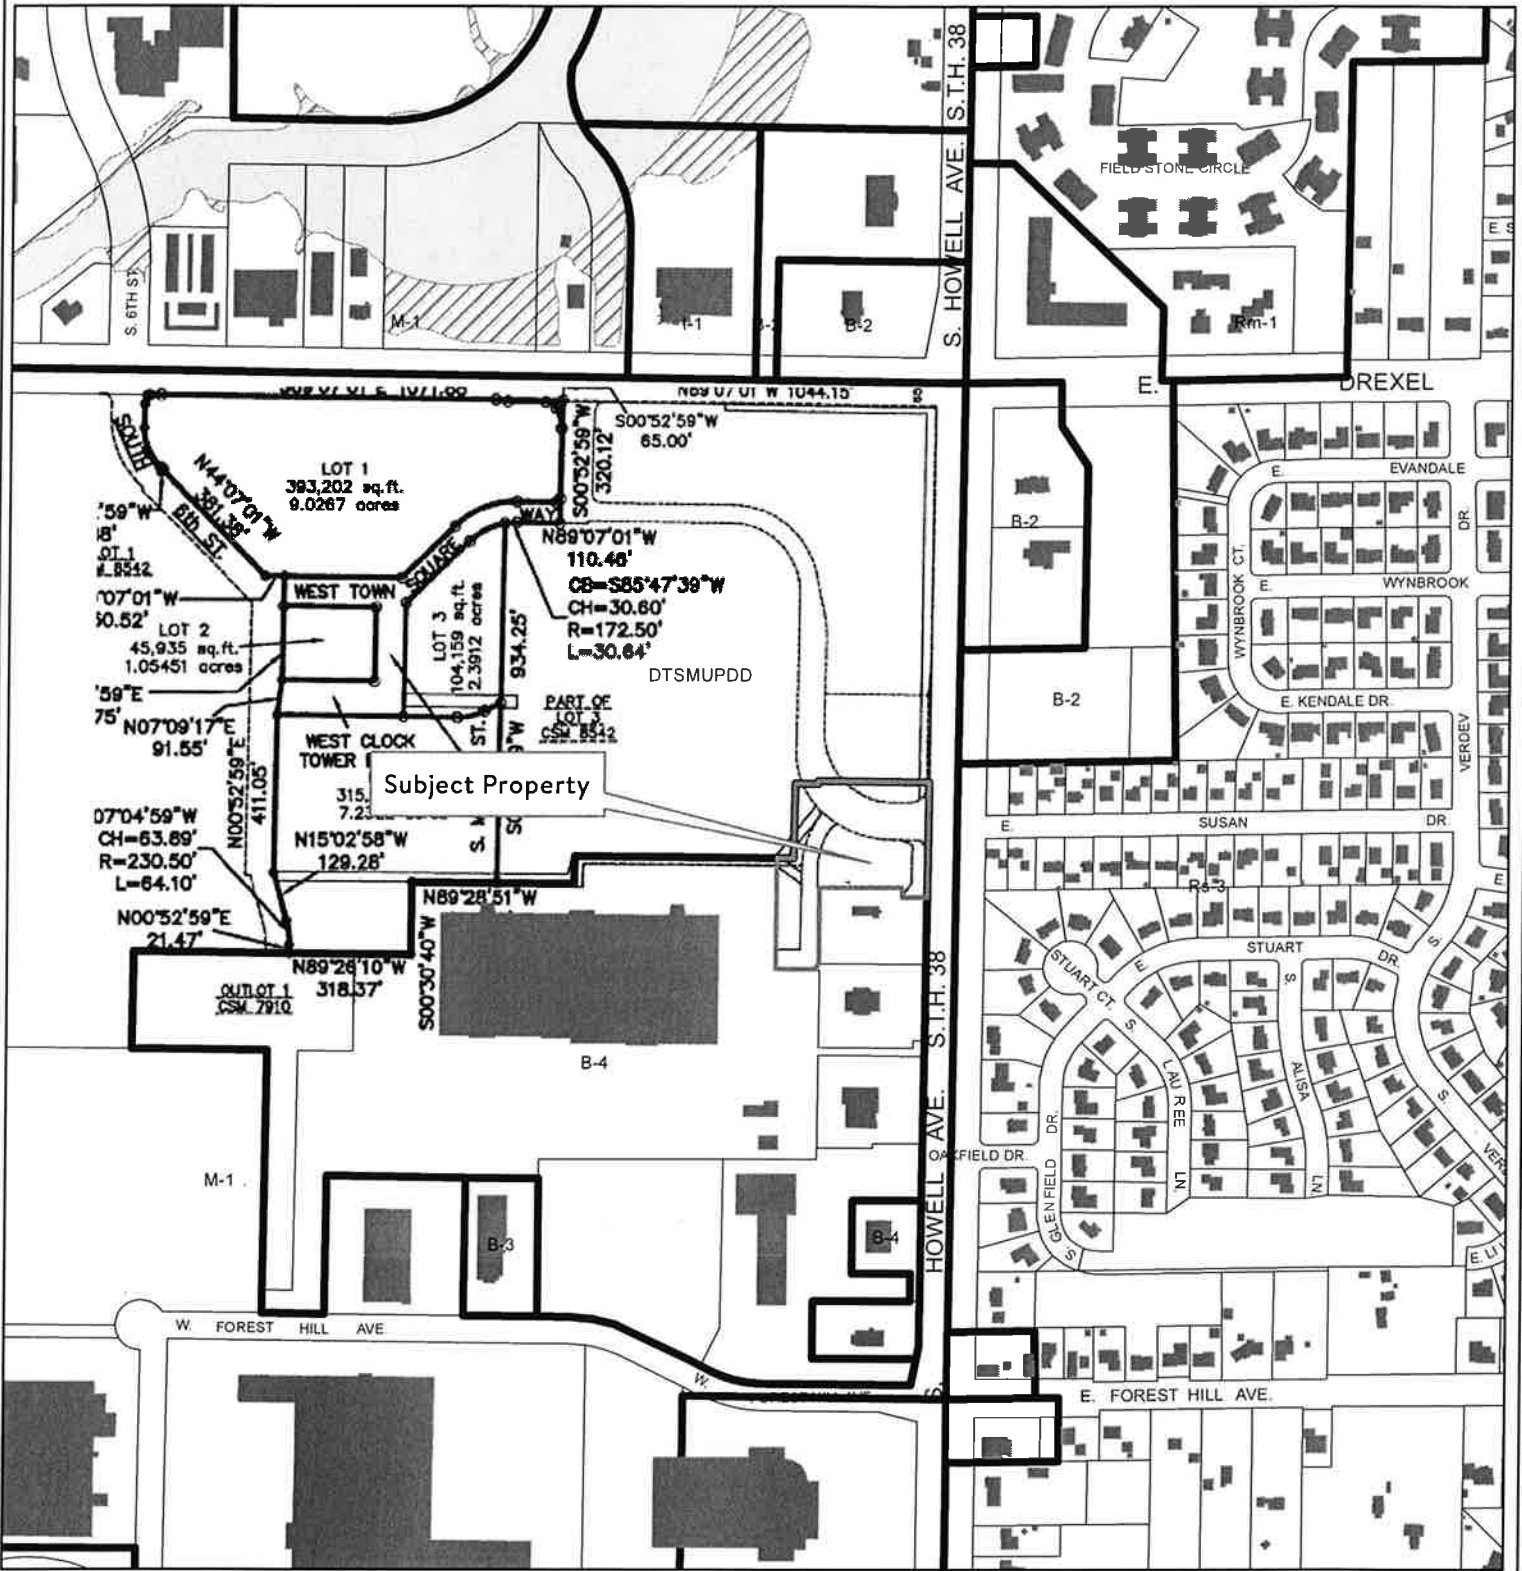 S.T.H. 38
FIELD STONE CIRCLE
S. HOWELL AVE.
S. 6TH ST.
M-1
I-1
B-2
Rm-1
E. DREXEL
N89°07'01"W 1044.15'
S00°52'59"W
65.00'
S00°52'59"W
320.12'
LOT 1
393,202 sq.ft.
9.0267 acres
N44°07'01"W
381.38'
6th ST.
SQUARE WAY
N89°07'01"W
110.46'
CB=S85°47'39"W
CH=30.60'
R=172.50'
L=30.64'
WEST TOWN
LOT 2
45,935 sq.ft.
1.05451 acres
LOT 3
104,159 sq.ft.
2.3912 acres
934.25'
DTSMUPDD
PART OF
LOT 3
CSM 8542
N07°09'17"E
91.55'
WEST CLOCK
TOWER
Subject Property
N00°52'59"E
411.05'
07°04'59"W
CH=63.89'
R=230.50'
L=64.10'
N15°02'58"W
129.28'
N00°52'59"E
21.47'
N89°28'51"W
S00°30'40"W
N89°26'10"W
318.37'
OUTLOT 1
CSM 7910
B-4
M-1
B-3
B-4
W. FOREST HILL AVE.
W.
S. HOWELL AVE. S.T.H. 38
B-2
B-2
E. EVANDALE
DR.
WYNBROOK CT.
E. WYNBROOK
E. KENDALE DR.
VERDEV
E. SUSAN DR.
Rs-3
E. STUART DR.
STUART CT.
S. LAU REE LN.
S. ALISA LN.
OAKFIELD DR.
S. GLENFIELD DR.
E. FOREST HILL AVE.